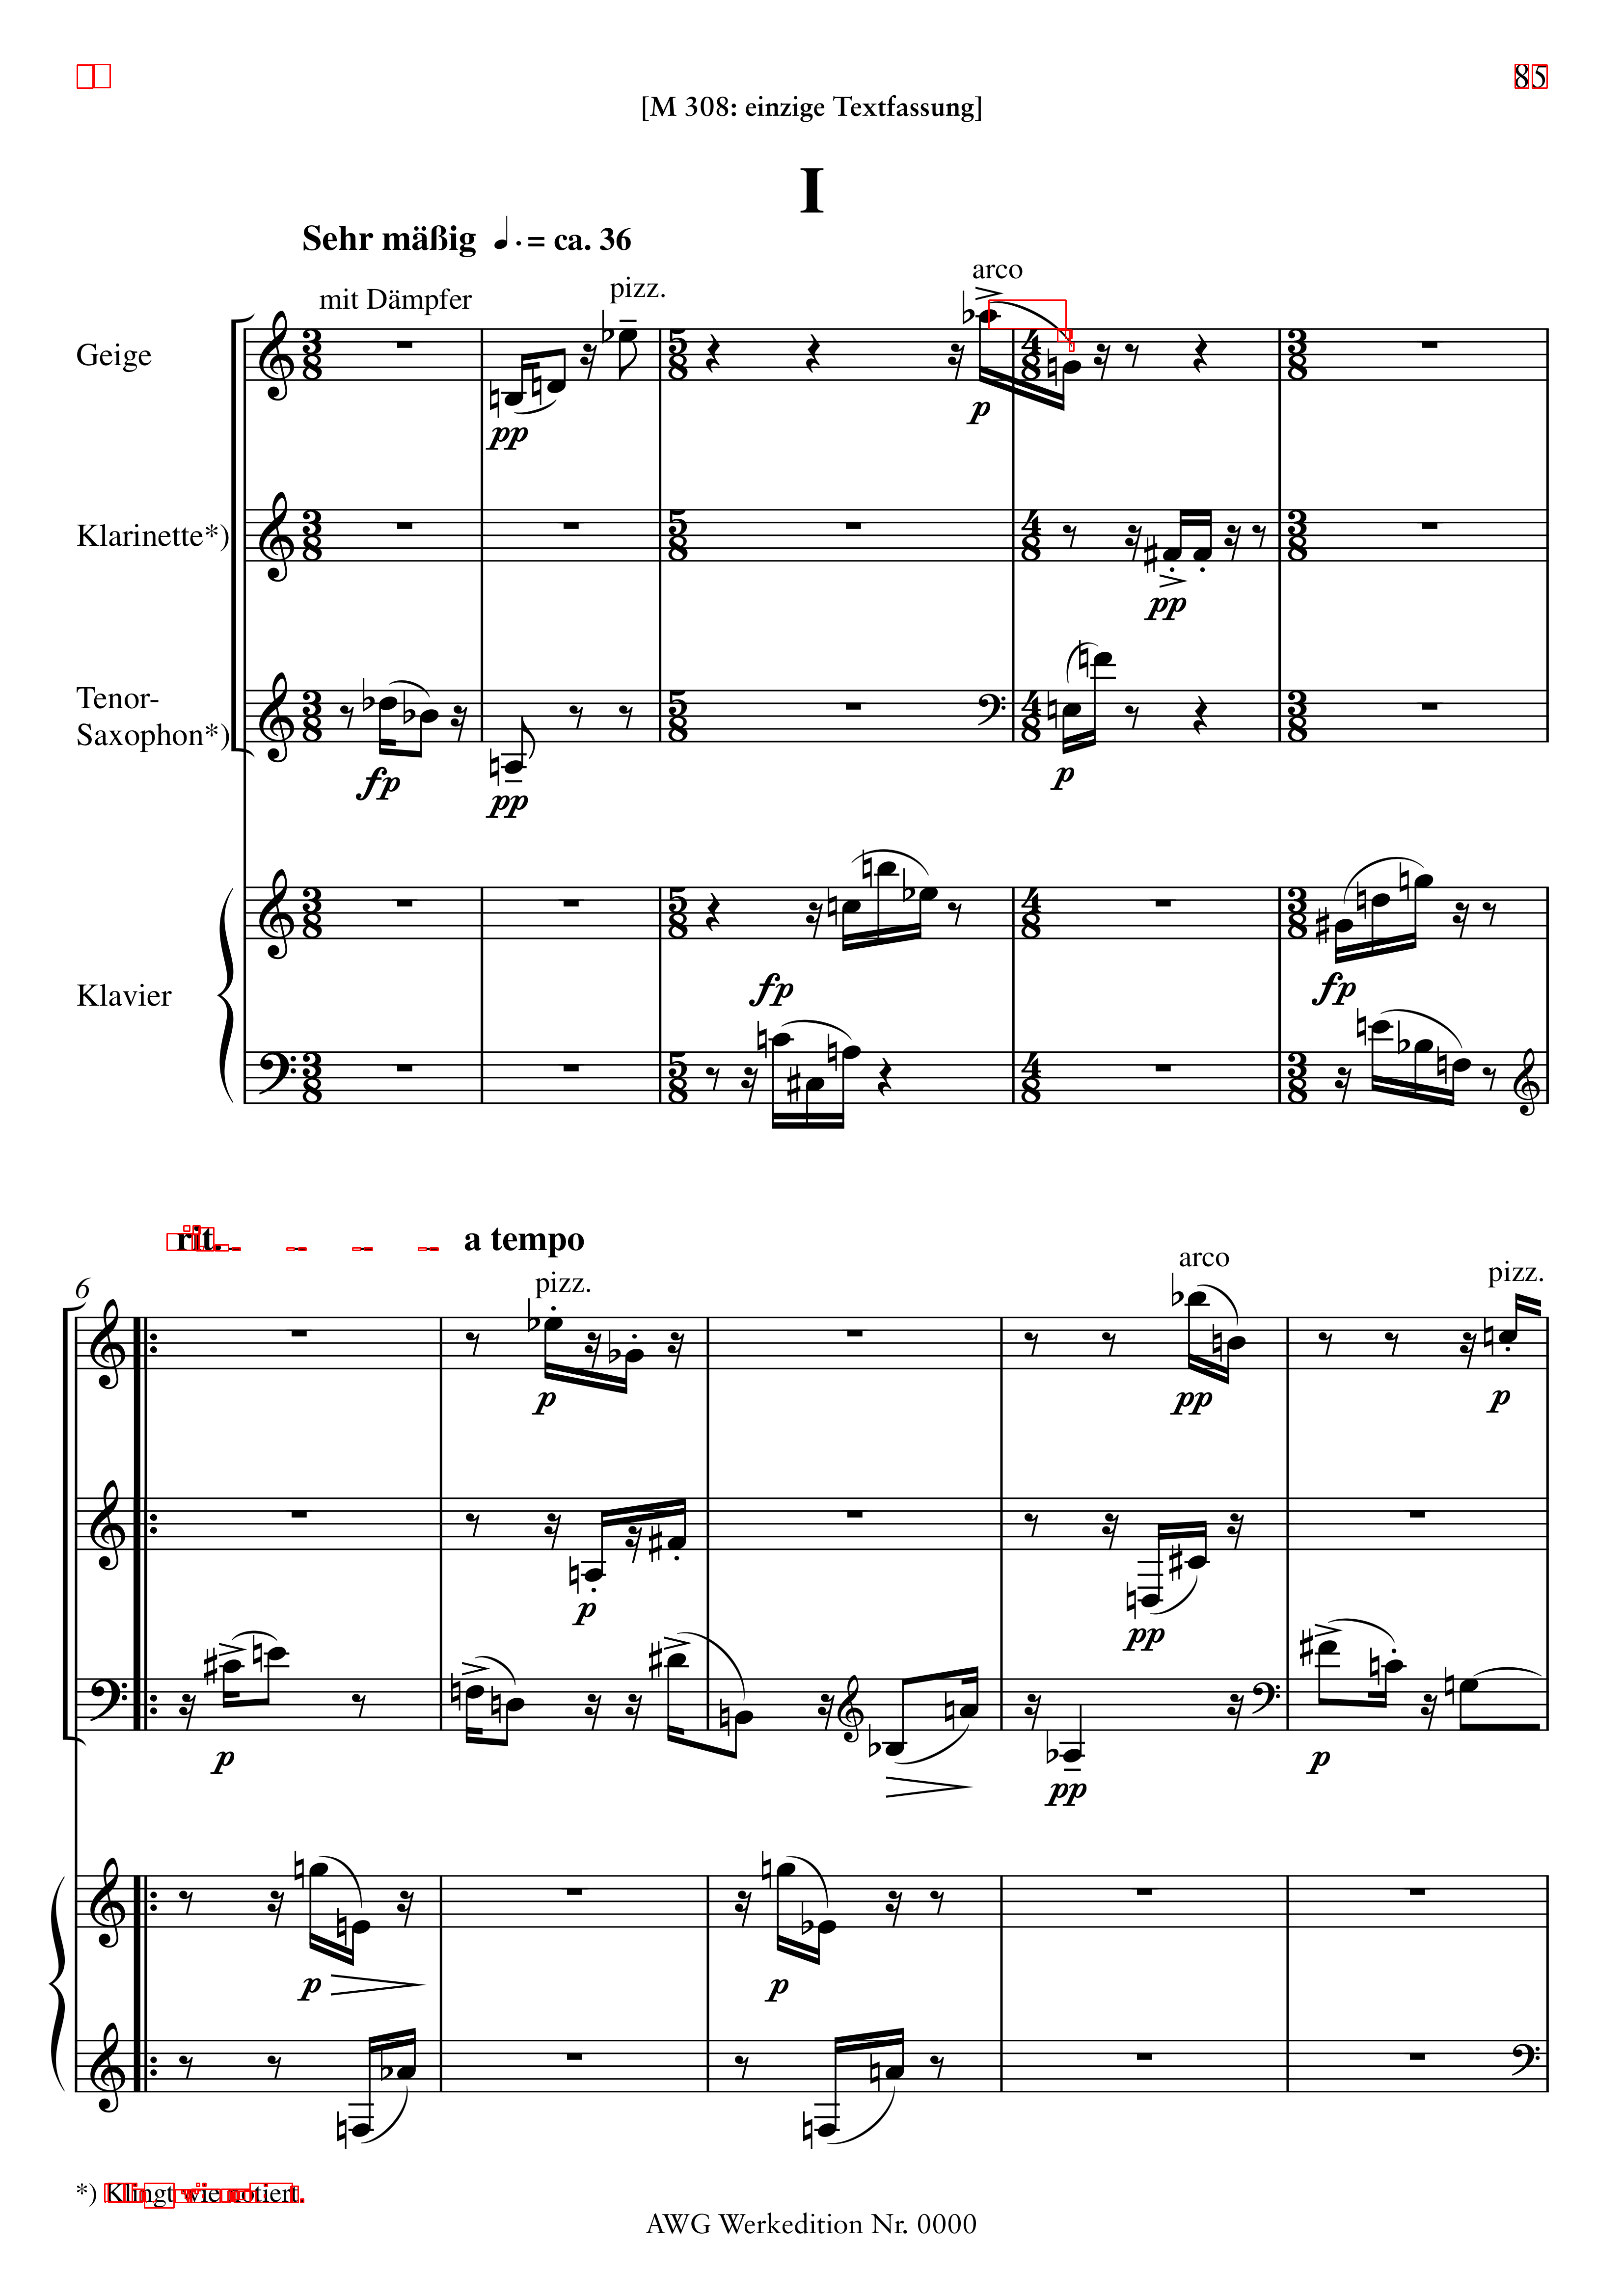 85
[M 308: einzige Textfassung]
I
Sehr mäßig ♩. = ca. 36
arco
pizz.
mit Dämpfer
Geige
p
pp
Klarinette*)
pp
Tenor-
Saxophon*)
fp
pp
p
Klavier
fp
fp
rit.
a tempo
arco
pizz.
pizz.
6
p
pp
p
p
pp
p
pp
p
p
p
*) Klingt wie notiert.
AWG Werkedition Nr. 0000